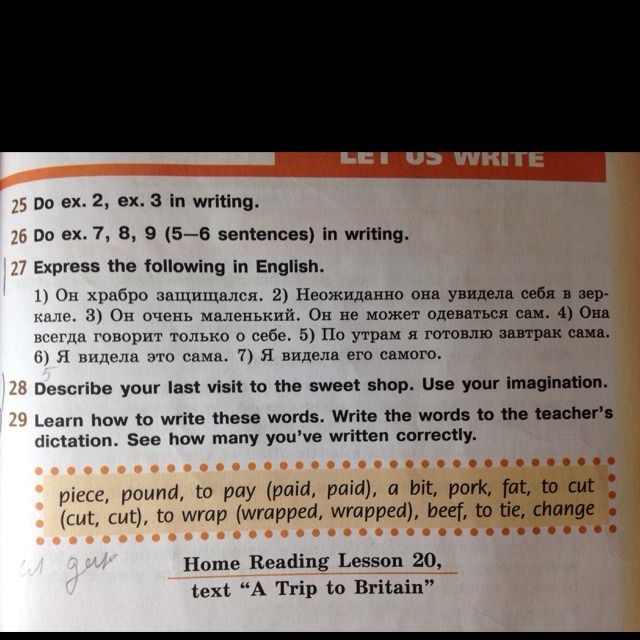 LET US WRITE
25 Do ex. 2, ex. 3 in writing.
26 Do ex. 7, 8, 9 (5—6 sentences) in writing.
27 Express the following in English.
1) Он храбро защищался. 2) Неожиданно она увидела себя в зер-
кале. 3) Он очень маленький. Он не может одеваться сам. 4) Она
всегда говорит только о себе. 5) По утрам я готовлю завтрак сама.
6) Я видела это сама. 7) Я видела его самого.
5
28 Describe your last visit to the sweet shop. Use your imagination.
29 Learn how to write these words. Write the words to the teacher's
dictation. See how many you've written correctly.
piece, pound, to pay (paid, paid), a bit, pork, fat, to cut
(cut, cut), to wrap (wrapped, wrapped), beef, to tie, change
Home Reading Lesson 20,
text “A Trip to Britain”